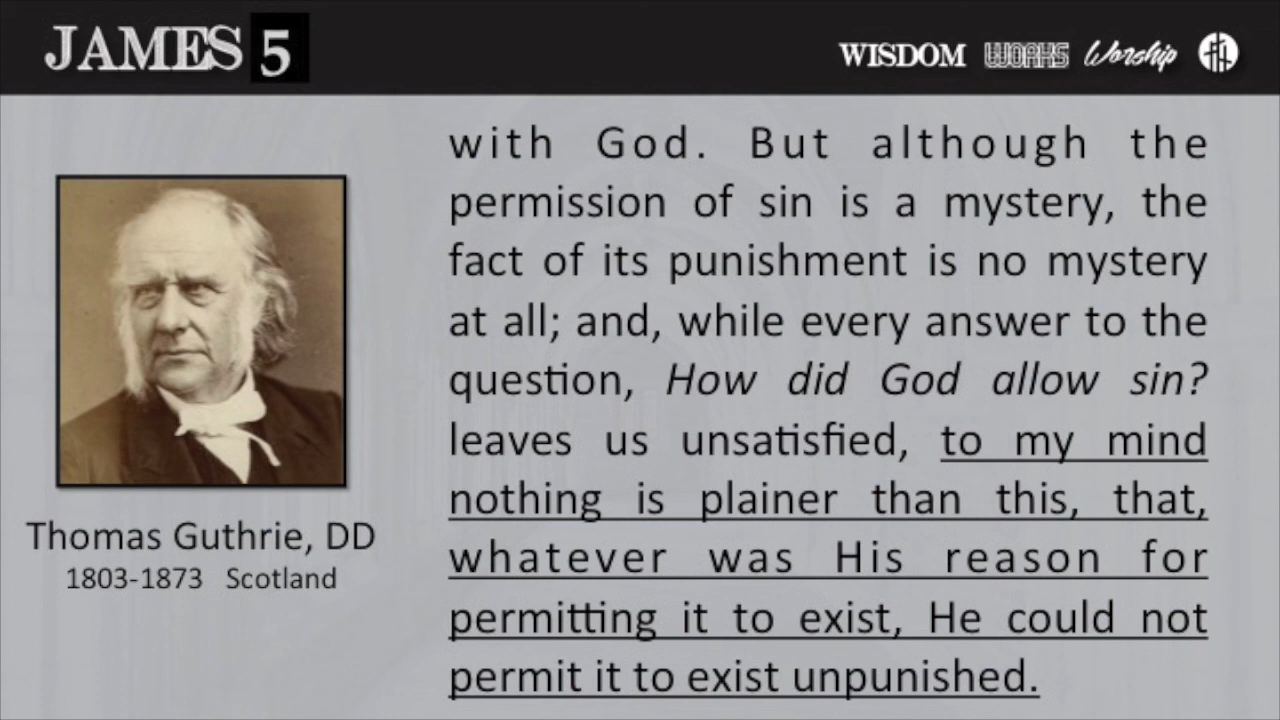 JAMES 5
WISDOM WORKS Worship
with God. But although the
permission of sin is a mystery, the
fact of its punishment is no mystery
at all; and, while every answer to the
question, How did God allow sin?
leaves us unsatisfied, to my mind
nothing is plainer than this, that,
whatever was His reason for
permitting it to exist, He could not
permit it to exist unpunished.
Thomas Guthrie, DD
1803-1873 Scotland